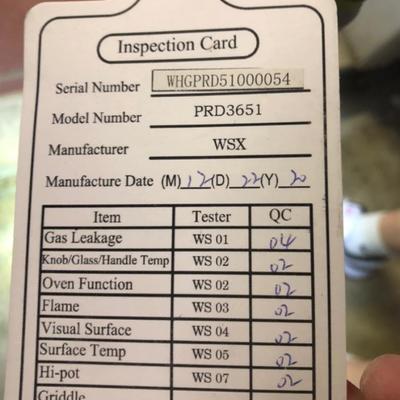 Inspection Card
Serial Number WHGPRD51000054
Model Number PRD3651
Manufacturer WSX
Manufacture Date (M) 12 (D) 22 (Y) 20
Item Tester QC
Gas Leakage WS 01 04
Knob/Glass/Handle Temp WS 02 02
Oven Function WS 02 02
Flame WS 03 02
Visual Surface WS 04 02
Surface Temp WS 05 02
Hi-pot WS 07 02
Griddle